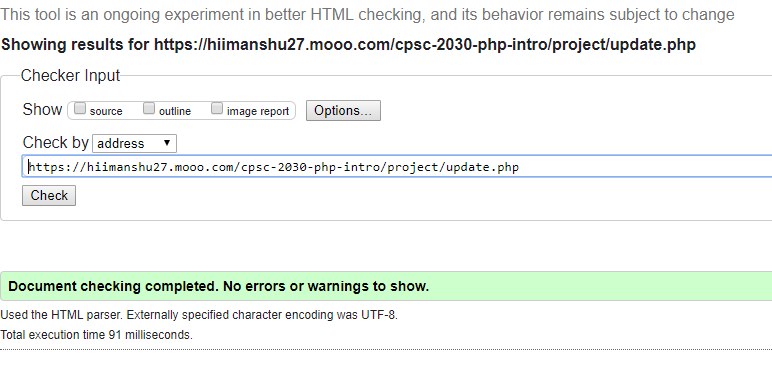 This tool is an ongoing experiment in better HTML checking, and its behavior remains subject to change
Showing results for https://hiimanshu27.mooo.com/cpsc-2030-php-intro/project/update.php
Checker Input
Show source outline image report Options...
Check by address
https://hiimanshu27.mooo.com/cpsc-2030-php-intro/project/update.php
Check
Document checking completed. No errors or warnings to show.
Used the HTML parser. Externally specified character encoding was UTF-8.
Total execution time 91 milliseconds.